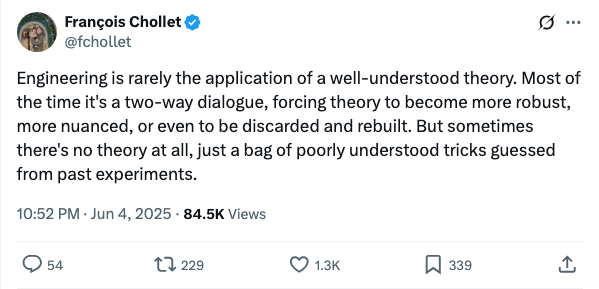 François Chollet
@fchollet
Engineering is rarely the application of a well-understood theory. Most of
the time it's a two-way dialogue, forcing theory to become more robust,
more nuanced, or even to be discarded and rebuilt. But sometimes
there's no theory at all, just a bag of poorly understood tricks guessed
from past experiments.
10:52 PM · Jun 4, 2025 · 84.5K Views
54 229 1.3K 339